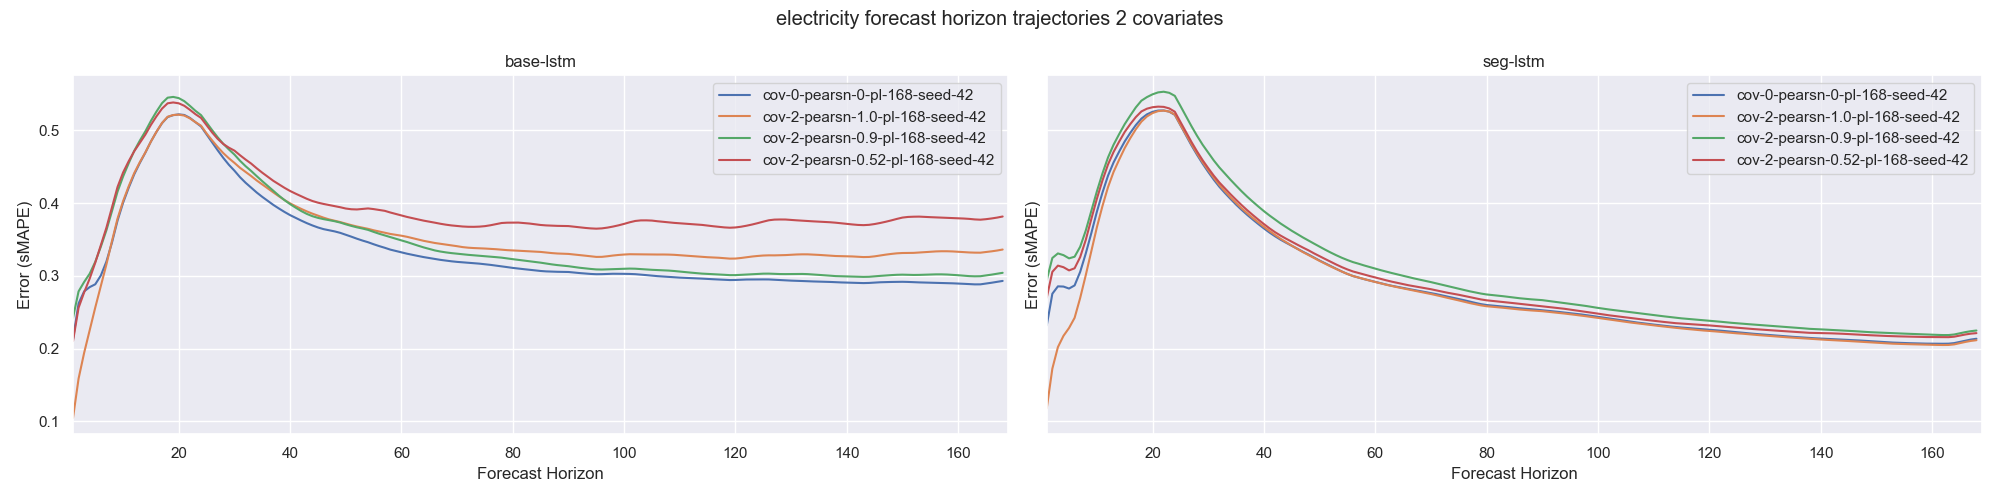 electricity forecast horizon trajectories 2 covariates
base-lstm
Error (sMAPE)
0.5
0.4
0.3
0.2
0.1
cov-0-pearsn-0-pl-168-seed-42
cov-2-pearsn-1.0-pl-168-seed-42
cov-2-pearsn-0.9-pl-168-seed-42
cov-2-pearsn-0.52-pl-168-seed-42
20 40 60 80 100 120 140 160
Forecast Horizon
seg-lstm
Error (sMAPE)
cov-0-pearsn-0-pl-168-seed-42
cov-2-pearsn-1.0-pl-168-seed-42
cov-2-pearsn-0.9-pl-168-seed-42
cov-2-pearsn-0.52-pl-168-seed-42
20 40 60 80 100 120 140 160
Forecast Horizon